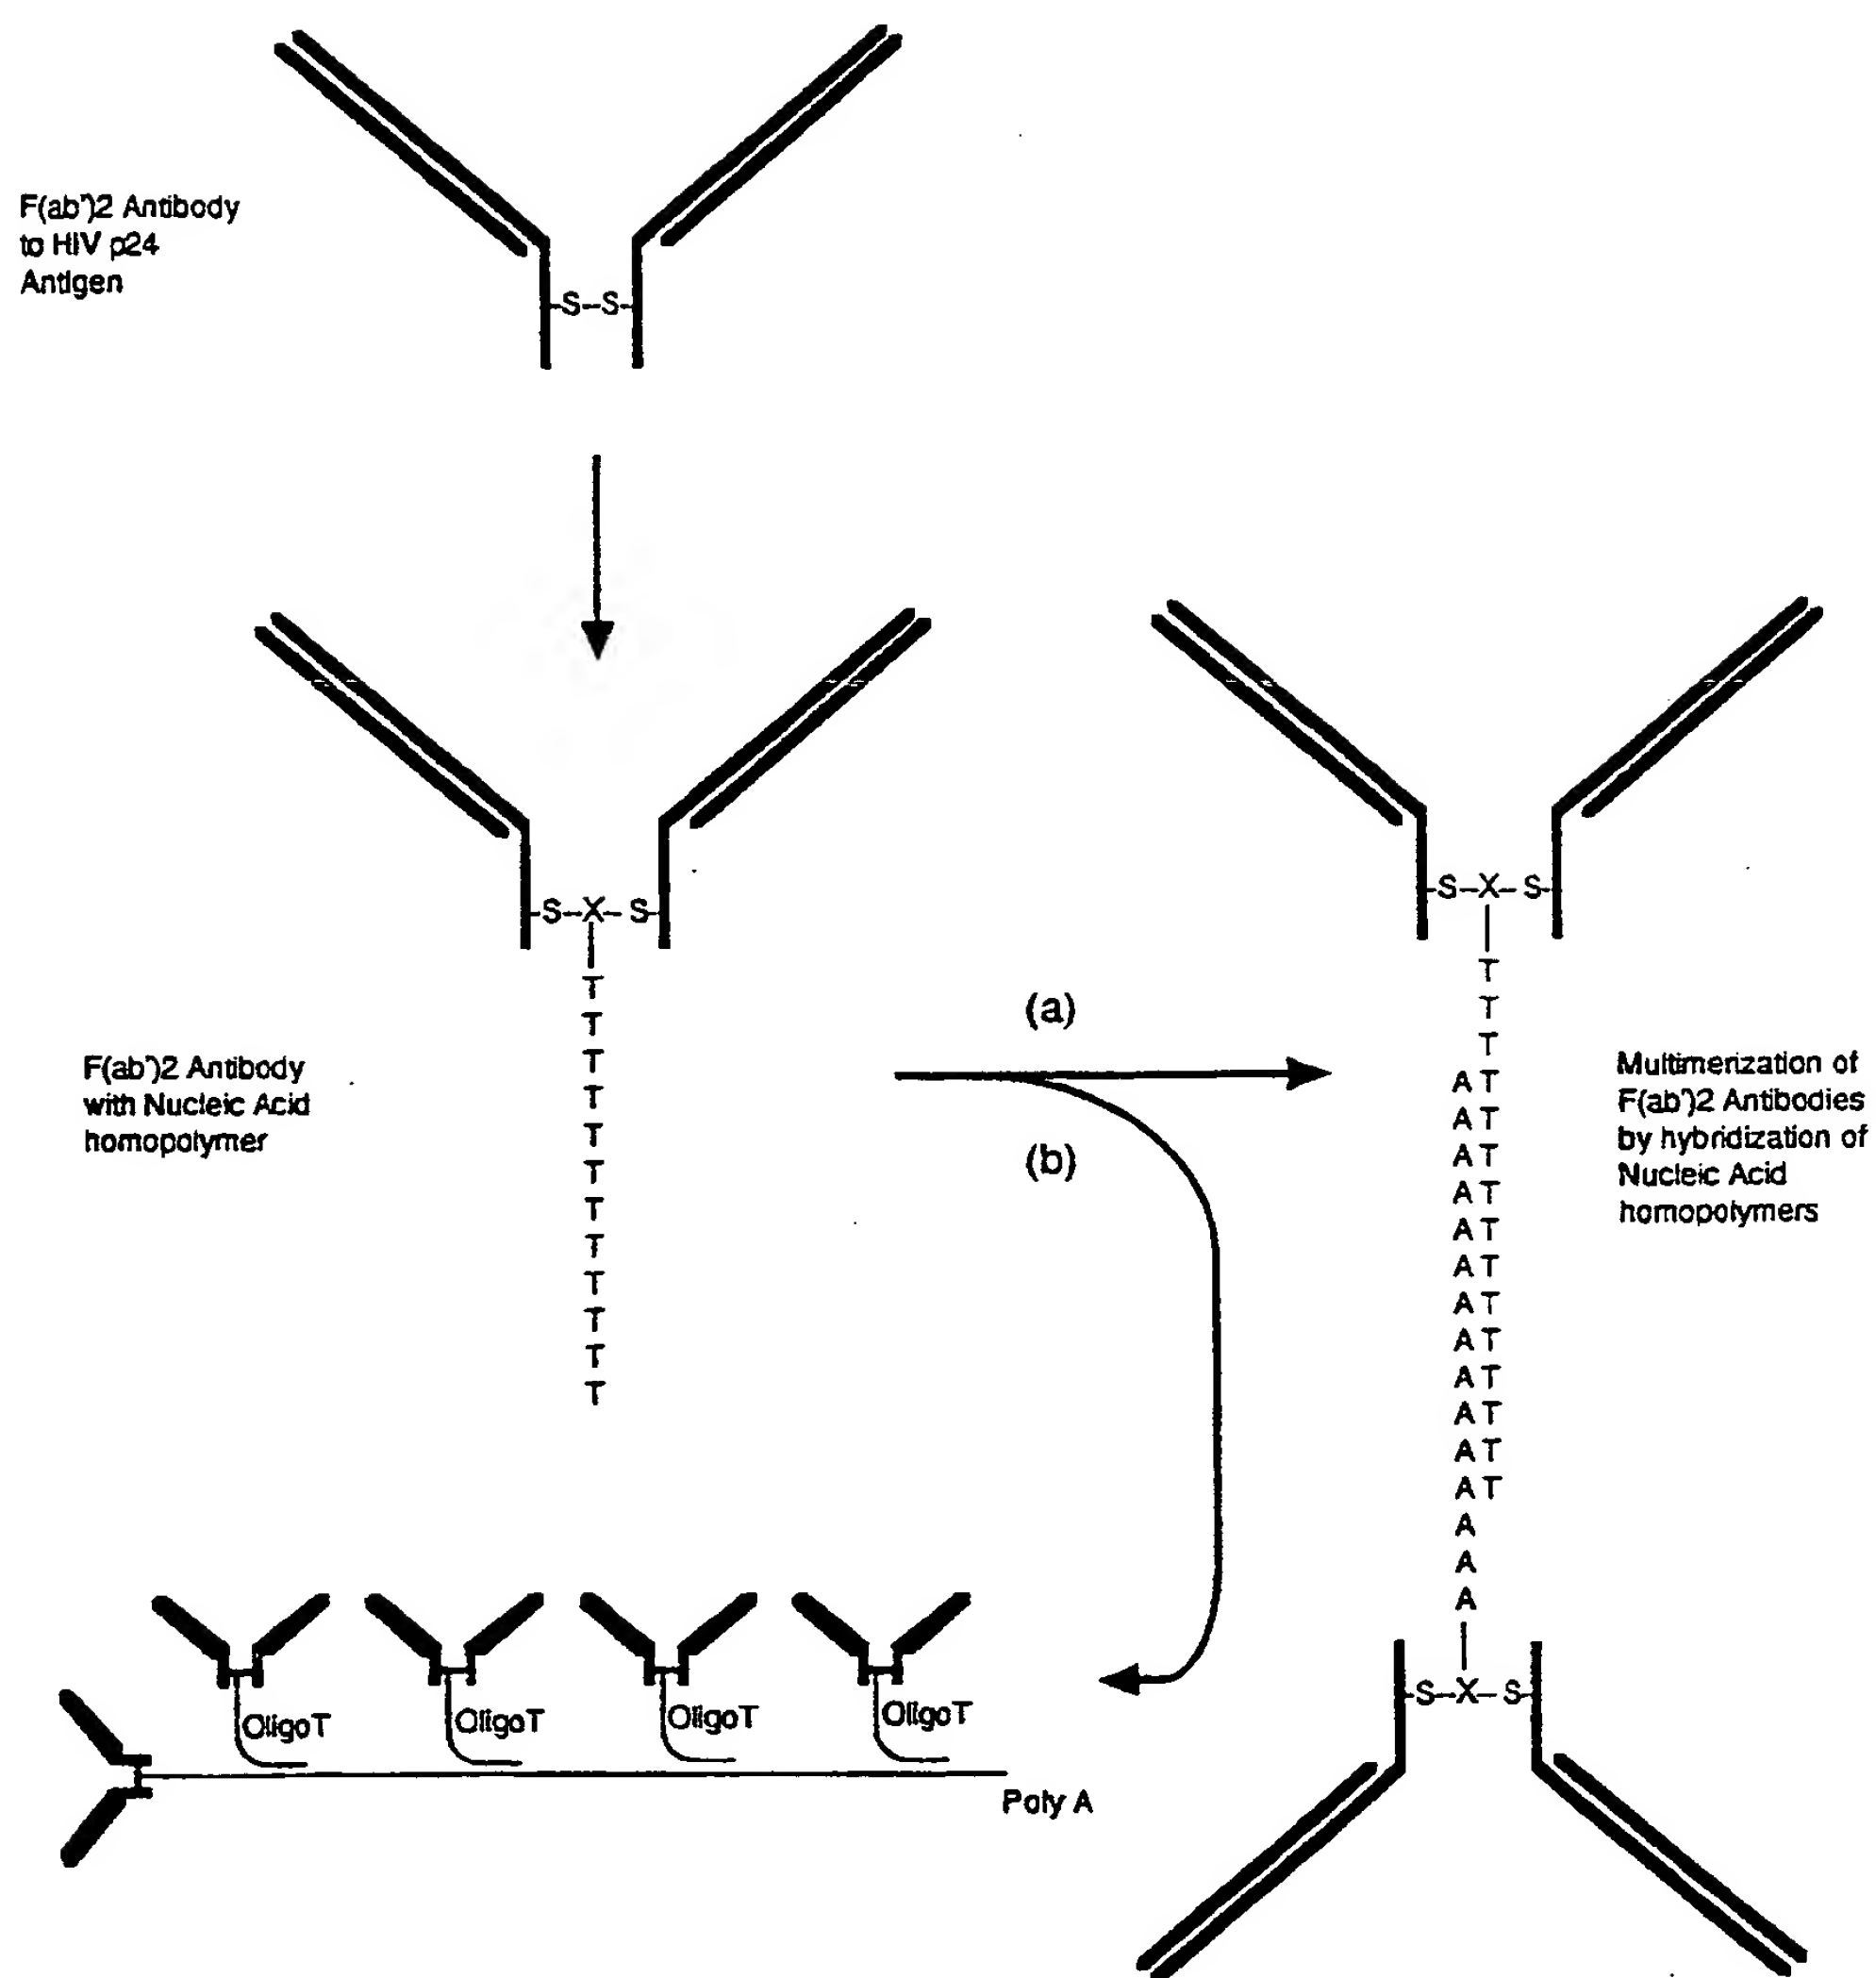 F(ab')2 Antibody
to HIV p24
Antigen
-S-S-
-S-X-S-
T
T
T
T
T
T
T
T
T
T
T
T
F(ab')2 Antibody
with Nucleic Acid
homopolymer
(a)
(b)
-S-X-S-
T
T
T
A T
A T
A T
A T
A T
A T
A T
A T
A T
A T
A T
A T
A
A
A
-S-X-S-
Multimerization of
F(ab')2 Antibodies
by hybridization of
Nucleic Acid
homopolymers
OligoT
OligoT
OligoT
OligoT
Poly A